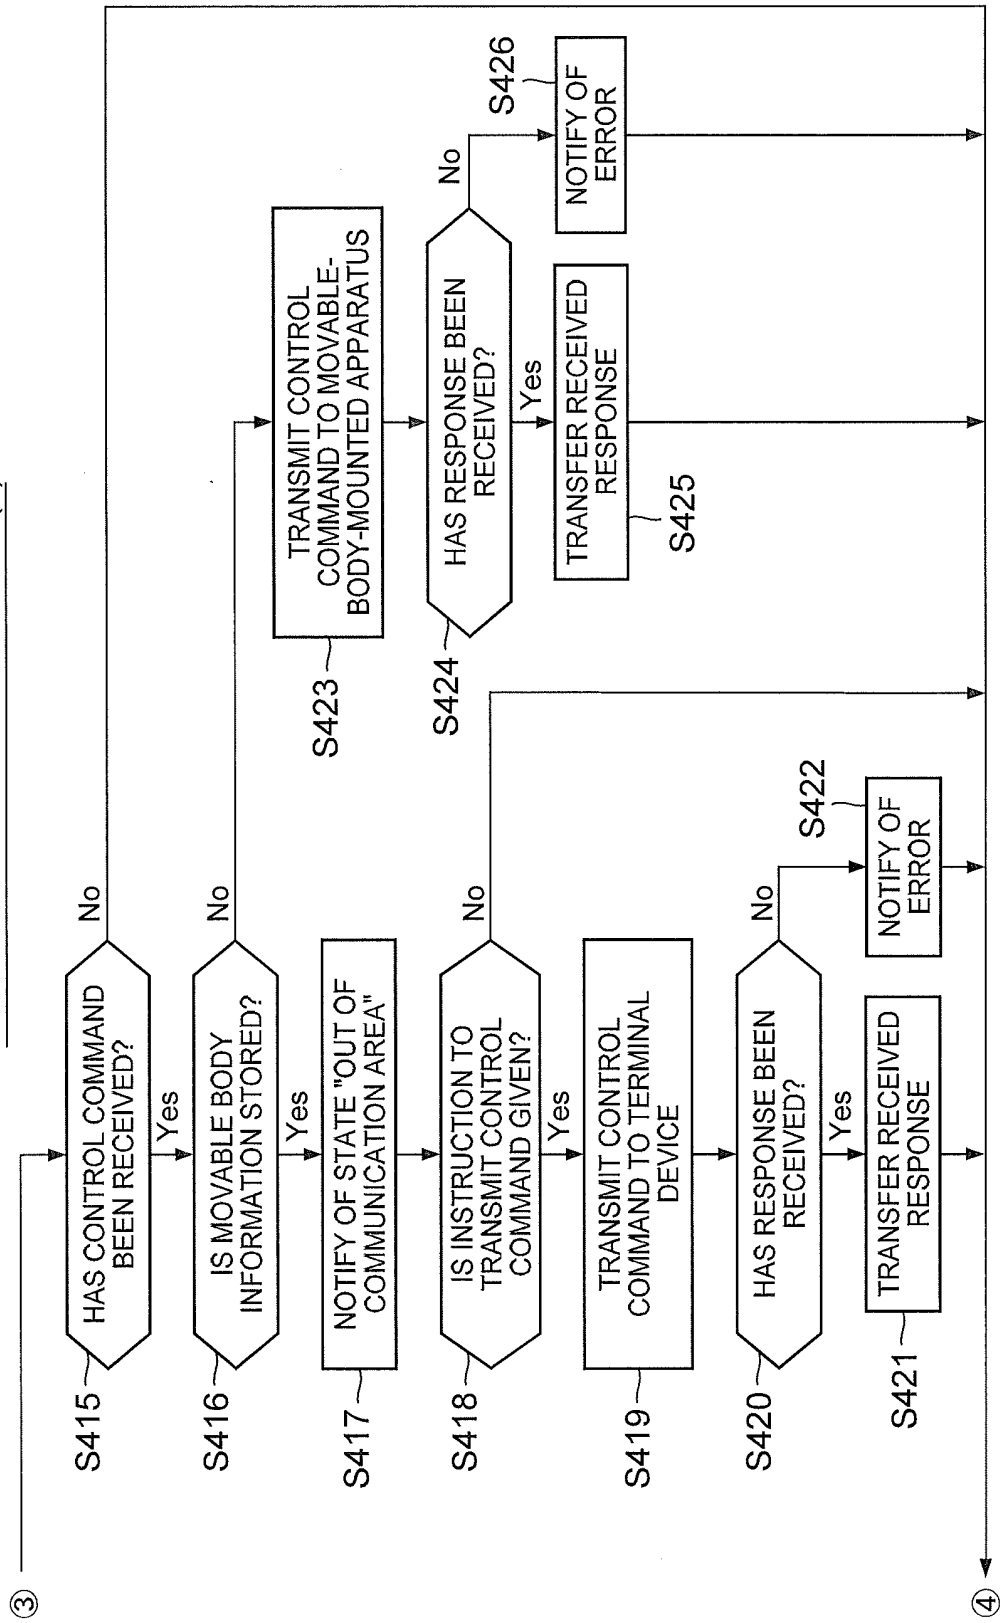 ③
S415
HAS CONTROL COMMAND
BEEN RECEIVED?
No
Yes
S416
IS MOVABLE BODY
INFORMATION STORED?
No
Yes
S417
NOTIFY OF STATE "OUT OF
COMMUNICATION AREA"
S418
IS INSTRUCTION TO
TRANSMIT CONTROL
COMMAND GIVEN?
No
Yes
S419
TRANSMIT CONTROL
COMMAND TO TERMINAL
DEVICE
S420
HAS RESPONSE BEEN
RECEIVED?
No
Yes
S421
TRANSFER RECEIVED
RESPONSE
S422
NOTIFY OF
ERROR
S423
TRANSMIT CONTROL
COMMAND TO MOVABLE-
BODY-MOUNTED APPARATUS
S424
HAS RESPONSE BEEN
RECEIVED?
No
Yes
S425
TRANSFER RECEIVED
RESPONSE
S426
NOTIFY OF
ERROR
④